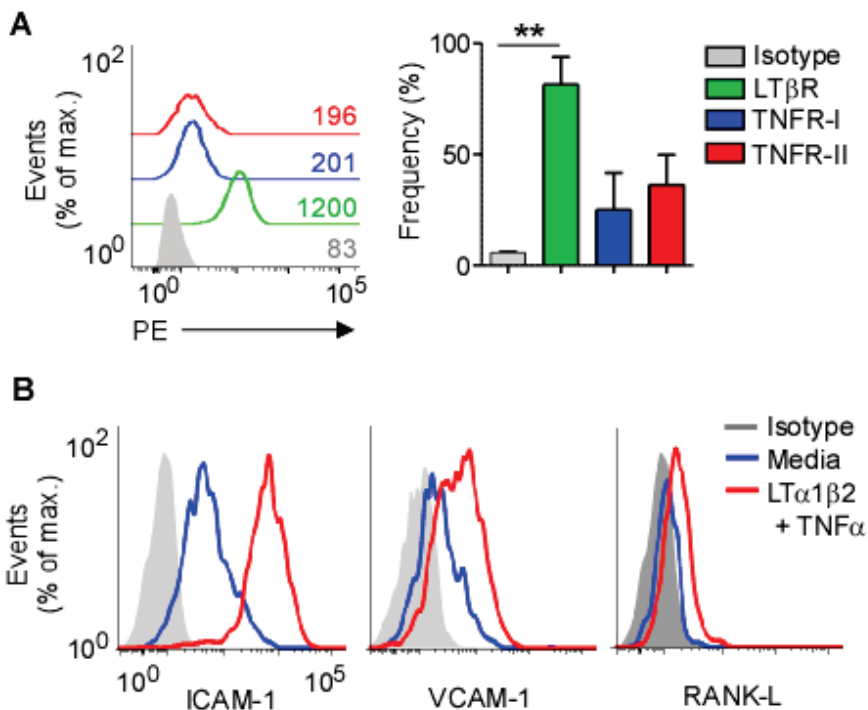 A
10²
Events
(% of max.)
10⁰
196
201
1200
83
10⁰
10⁵
PE
**
100
50
0
Frequency (%)
Isotype
LTβR
TNFR-I
TNFR-II
B
10²
Events
(% of max.)
10⁰
10⁰
10⁵
ICAM-1
VCAM-1
RANK-L
Isotype
Media
LTα1β2
+ TNFα